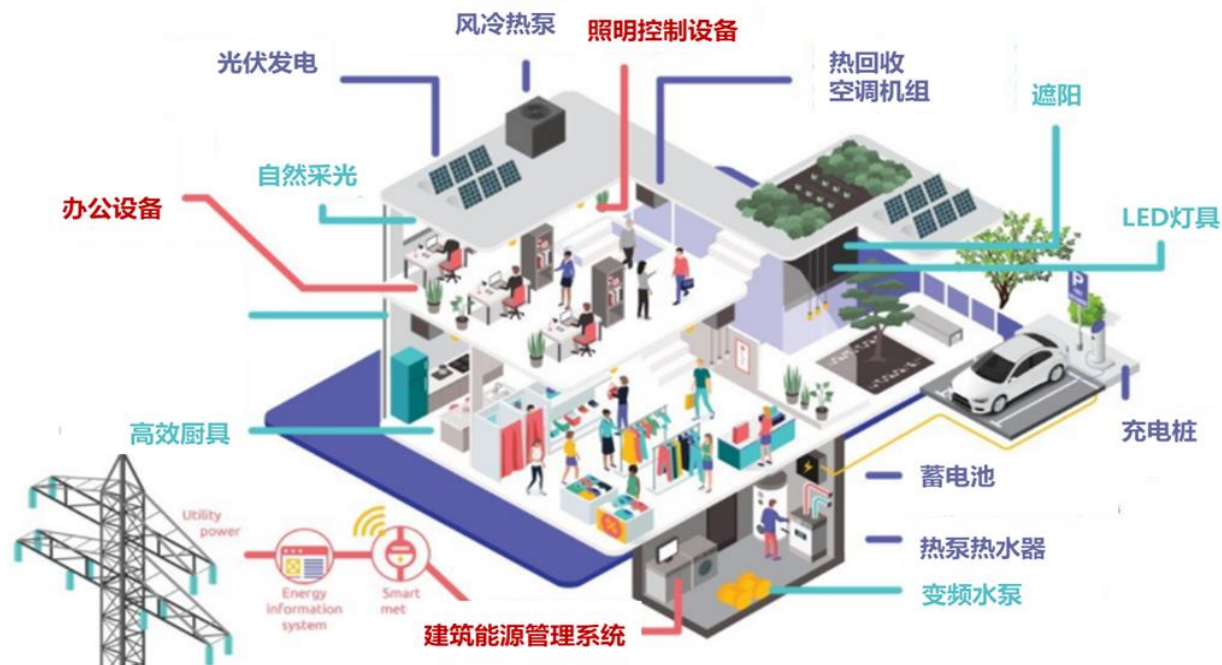 风冷热泵
照明控制设备
光伏发电
热回收
空调机组
遮阳
自然采光
办公设备
LED灯具
高效厨具
充电桩
蓄电池
Utility
power
热泵热水器
Energy
information
system
Smart
met
变频水泵
建筑能源管理系统
P
%